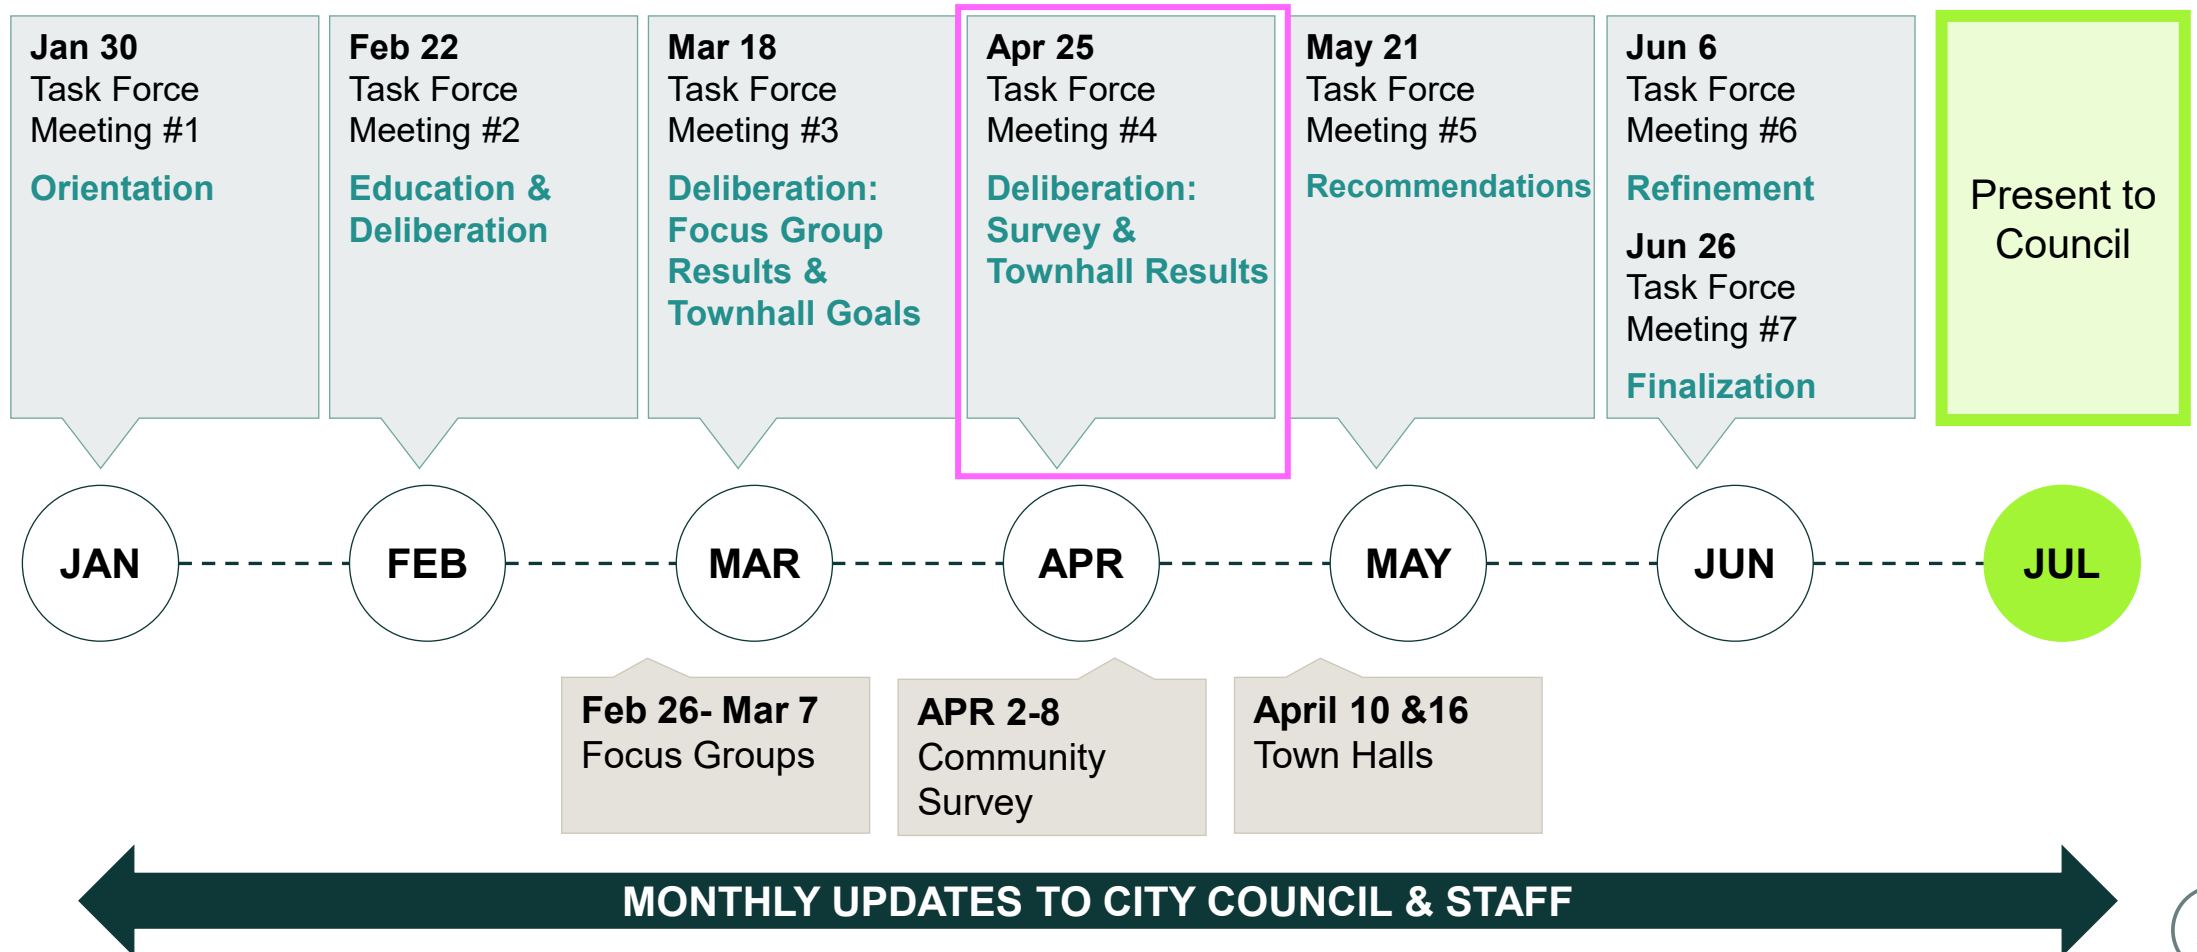 Jan 30
Task Force
Meeting #1
Orientation
Feb 22
Task Force
Meeting #2
Education &
Deliberation
Mar 18
Task Force
Meeting #3
Deliberation:
Focus Group
Results &
Townhall Goals
Apr 25
Task Force
Meeting #4
Deliberation:
Survey &
Townhall Results
May 21
Task Force
Meeting #5
Recommendations
Jun 6
Task Force
Meeting #6
Refinement
Jun 26
Task Force
Meeting #7
Finalization
Present to
Council
JAN
FEB
MAR
APR
MAY
JUN
JUL
Feb 26- Mar 7
Focus Groups
APR 2-8
Community
Survey
April 10 &16
Town Halls
MONTHLY UPDATES TO CITY COUNCIL & STAFF